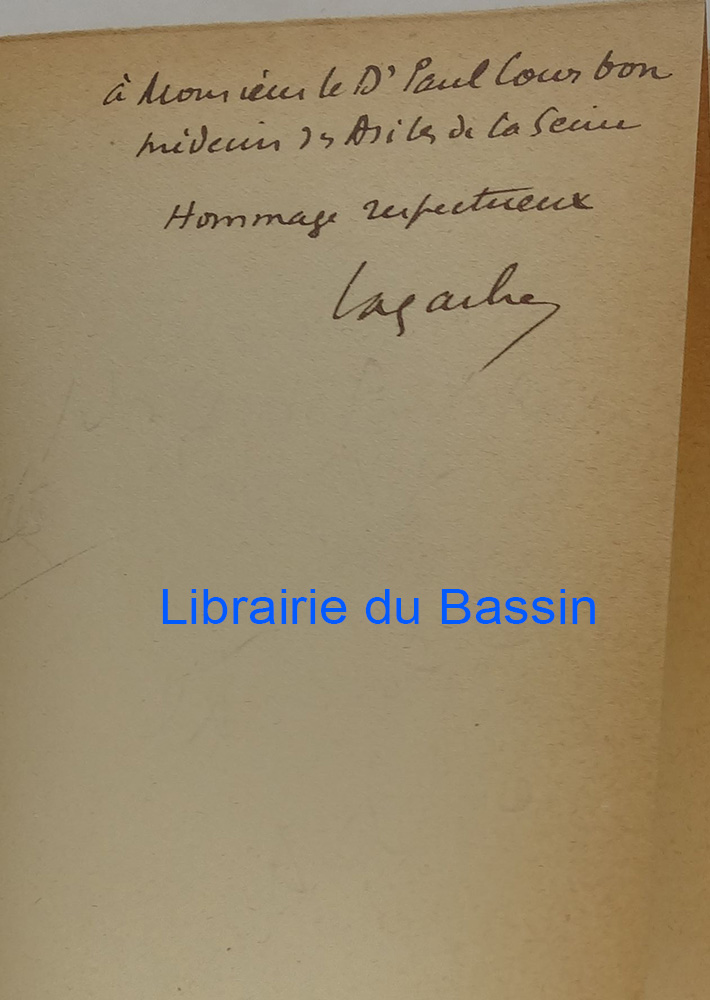 à Monsieur le Dr Paul Courbon
médecin des Asiles de la Seine
Hommage respectueux
Lagache
Librairie du Bassin